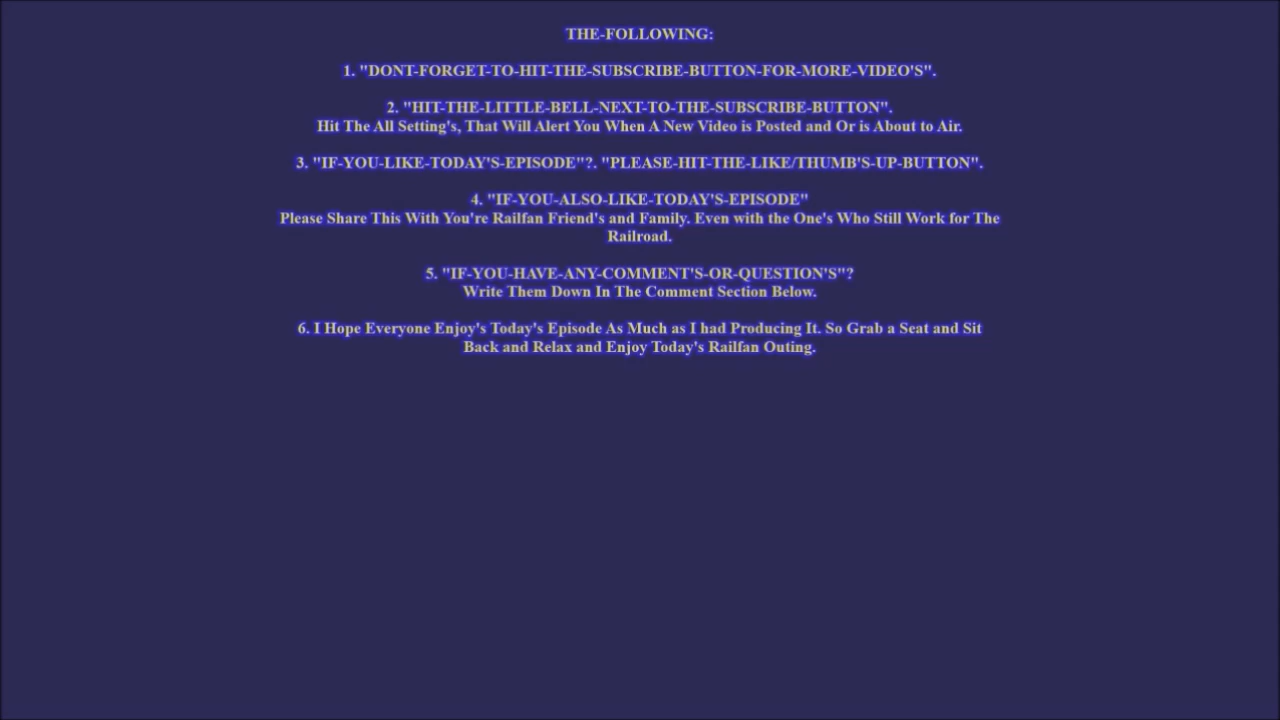 THE-FOLLOWING:
1. "DONT-FORGET-TO-HIT-THE-SUBSCRIBE-BUTTON-FOR-MORE-VIDEO'S".
2. "HIT-THE-LITTLE-BELL-NEXT-TO-THE-SUBSCRIBE-BUTTON".
Hit The All Setting's, That Will Alert You When A New Video is Posted and Or is About to Air.
3. "IF-YOU-LIKE-TODAY'S-EPISODE"?. "PLEASE-HIT-THE-LIKE/THUMB'S-UP-BUTTON".
4. "IF-YOU-ALSO-LIKE-TODAY'S-EPISODE"
Please Share This With You're Railfan Friend's and Family. Even with the One's Who Still Work for The
Railroad.
5. "IF-YOU-HAVE-ANY-COMMENT'S-OR-QUESTION'S"?
Write Them Down In The Comment Section Below.
6. I Hope Everyone Enjoy's Today's Episode As Much as I had Producing It. So Grab a Seat and Sit
Back and Relax and Enjoy Today's Railfan Outing.